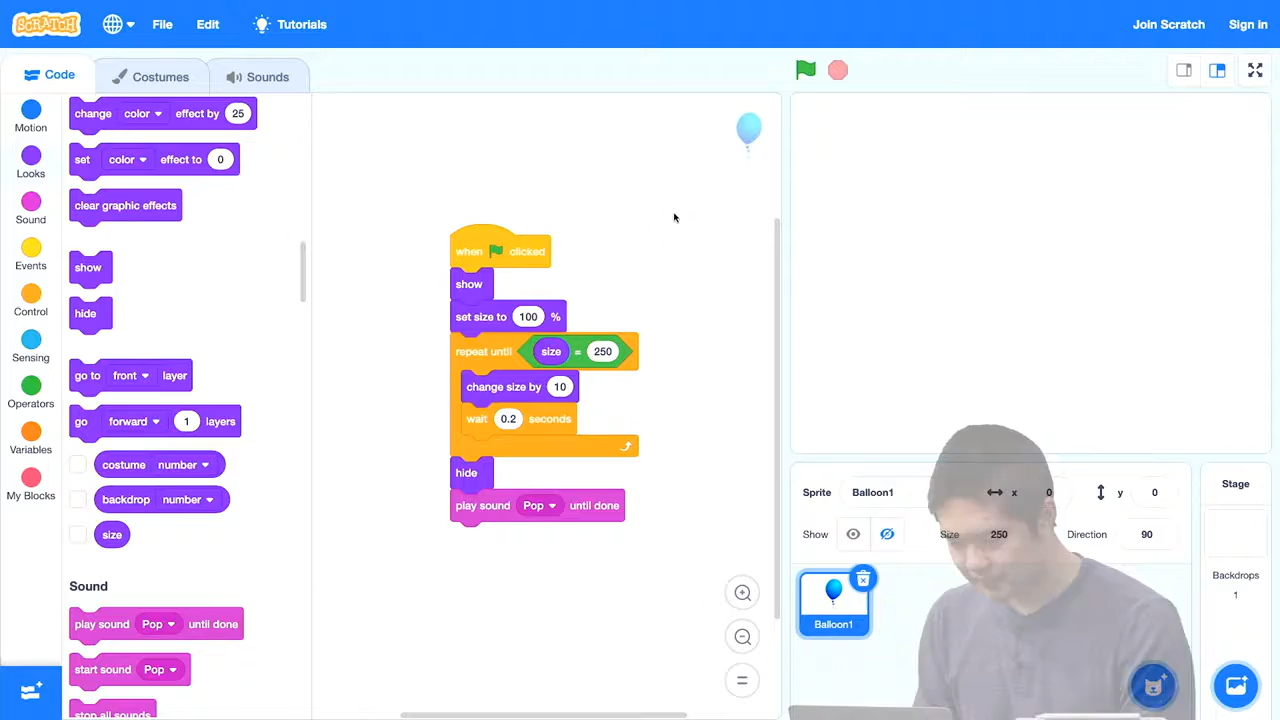 SCRATCH File Edit Tutorials Join Scratch Sign in
Code Costumes Sounds
Motion
Looks
Sound
Events
Control
Sensing
Operators
Variables
My Blocks
change color effect by 25
set color effect to 0
clear graphic effects
show
hide
go to front layer
go forward 1 layers
costume number
backdrop number
size
Sound
play sound Pop until done
start sound Pop
stop all sounds
when clicked
show
set size to 100 %
repeat until size = 250
change size by 10
wait 0.2 seconds
hide
play sound Pop until done
Sprite Balloon1 x 0 y 0
Show Size 250 Direction 90
Balloon1
Stage
Backdrops
1